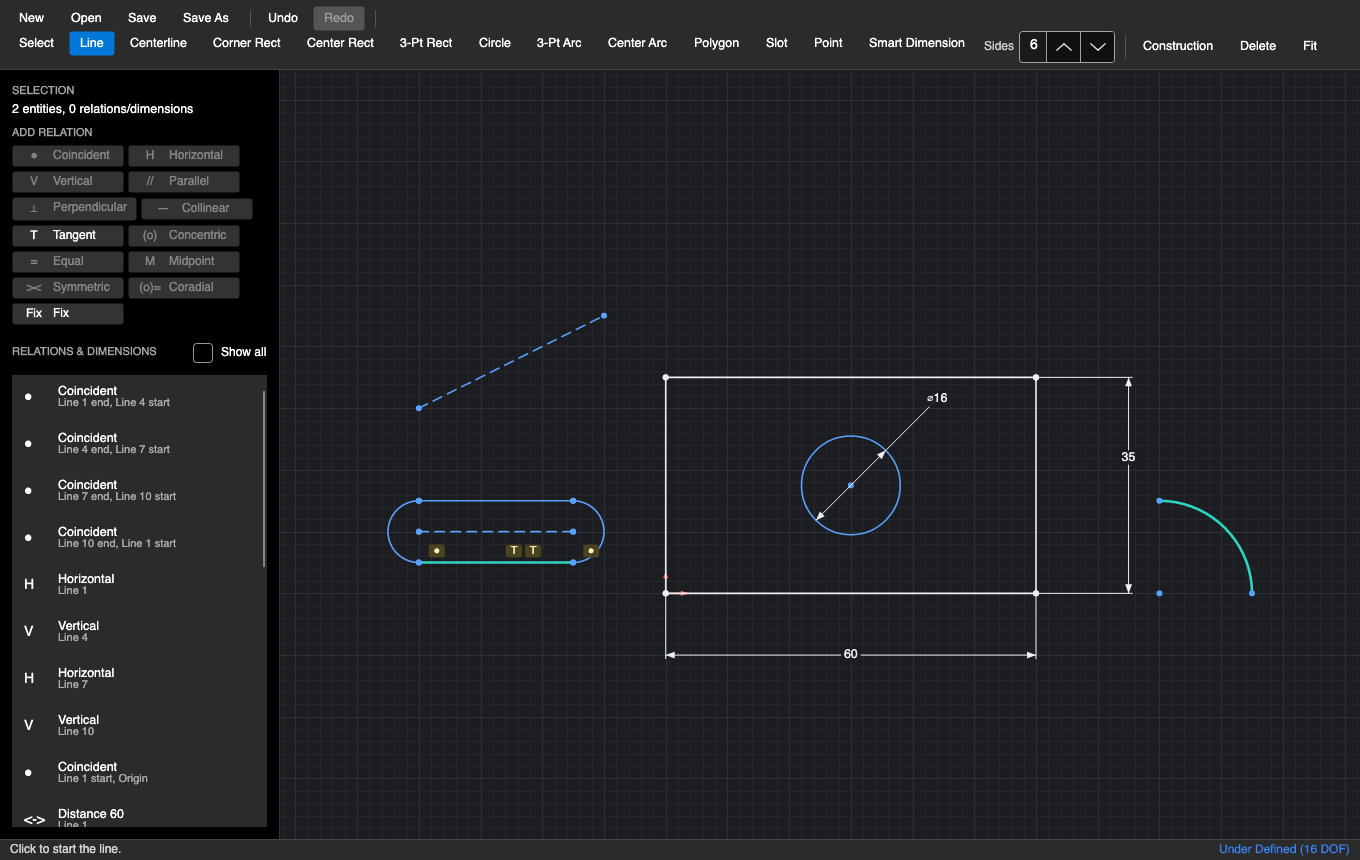 New Open Save Save As Undo Redo
Select Line Centerline Corner Rect Center Rect 3-Pt Rect Circle 3-Pt Arc Center Arc Polygon Slot Point Smart Dimension Sides 6 Construction Delete Fit
SELECTION
2 entities, 0 relations/dimensions
ADD RELATION
Coincident H Horizontal
V Vertical // Parallel
⊥ Perpendicular — Collinear
T Tangent (o) Concentric
= Equal M Midpoint
>< Symmetric (o)= Coradial
Fix Fix
RELATIONS & DIMENSIONS Show all
Coincident
Line 1 end, Line 4 start
Coincident
Line 4 end, Line 7 start
Coincident
Line 7 end, Line 10 start
Coincident
Line 10 end, Line 1 start
H Horizontal
Line 1
V Vertical
Line 4
H Horizontal
Line 7
V Vertical
Line 10
Coincident
Line 1 start, Origin
<-> Distance 60
Line 1
⌀16
35
T T
60
Click to start the line.
Under Defined (16 DOF)